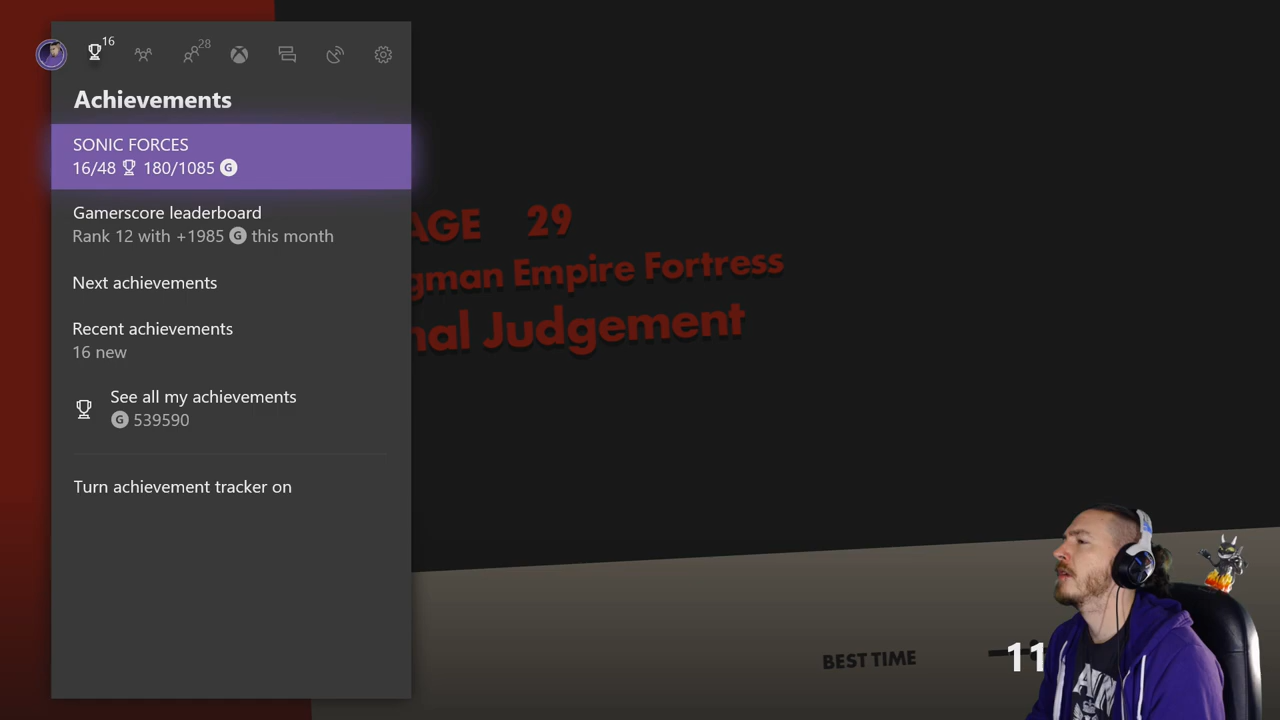 16
28
Achievements
SONIC FORCES
16/48 180/1085 G
Gamerscore leaderboard
Rank 12 with +1985 G this month
Next achievements
Recent achievements
16 new
See all my achievements
G 539590
Turn achievement tracker on
AGE 29
gman Empire Fortress
nal Judgement
BEST TIME
11